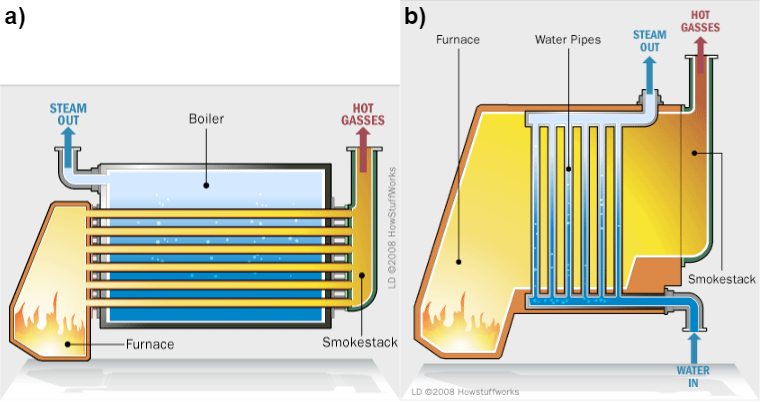 a)
STEAM
OUT
Boiler
HOT
GASSES
Furnace
Smokestack
LD ©2008 HowStuffWorks
b)
Furnace
Water Pipes
STEAM
OUT
HOT
GASSES
Smokestack
WATER
IN
LD ©2008 Howstuffworks